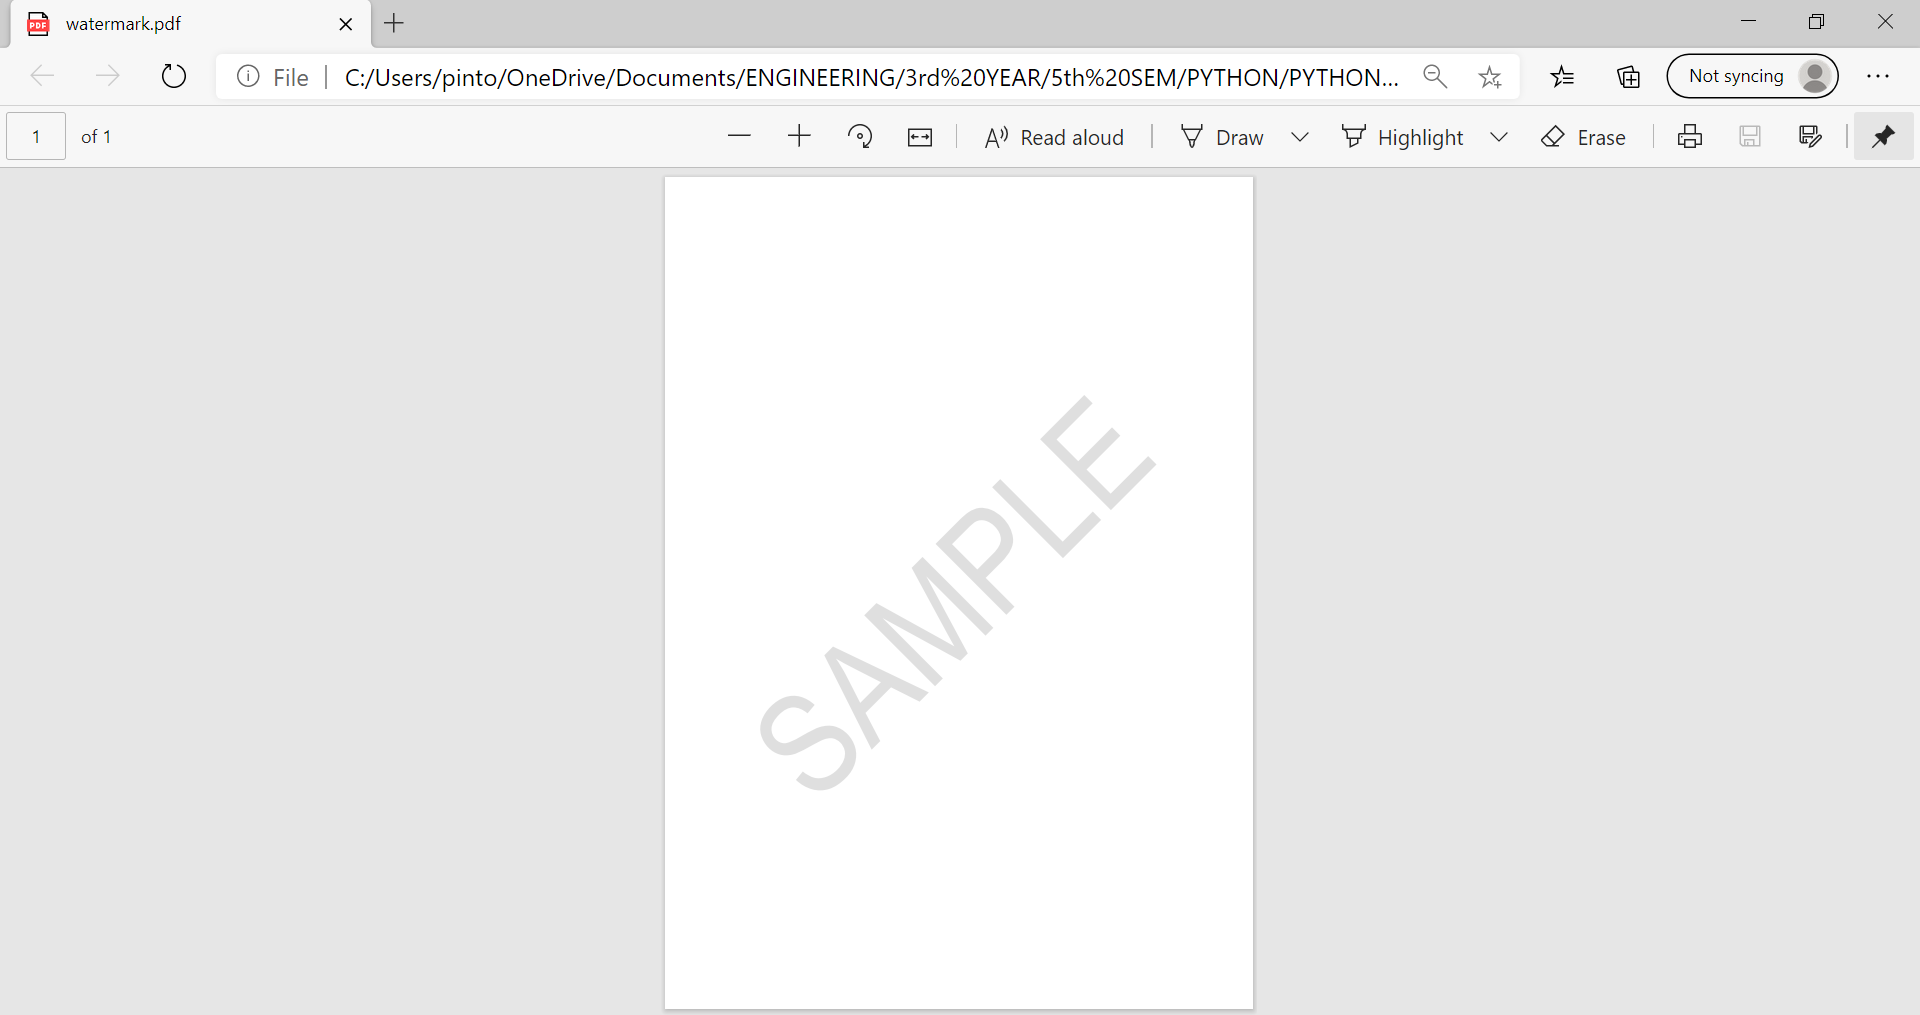 watermark.pdf
File
C:/Users/pinto/OneDrive/Documents/ENGINEERING/3rd%20YEAR/5th%20SEM/PYTHON/PYTHON...
Not syncing
1 of 1
Read aloud
Draw
Highlight
Erase
SAMPLE